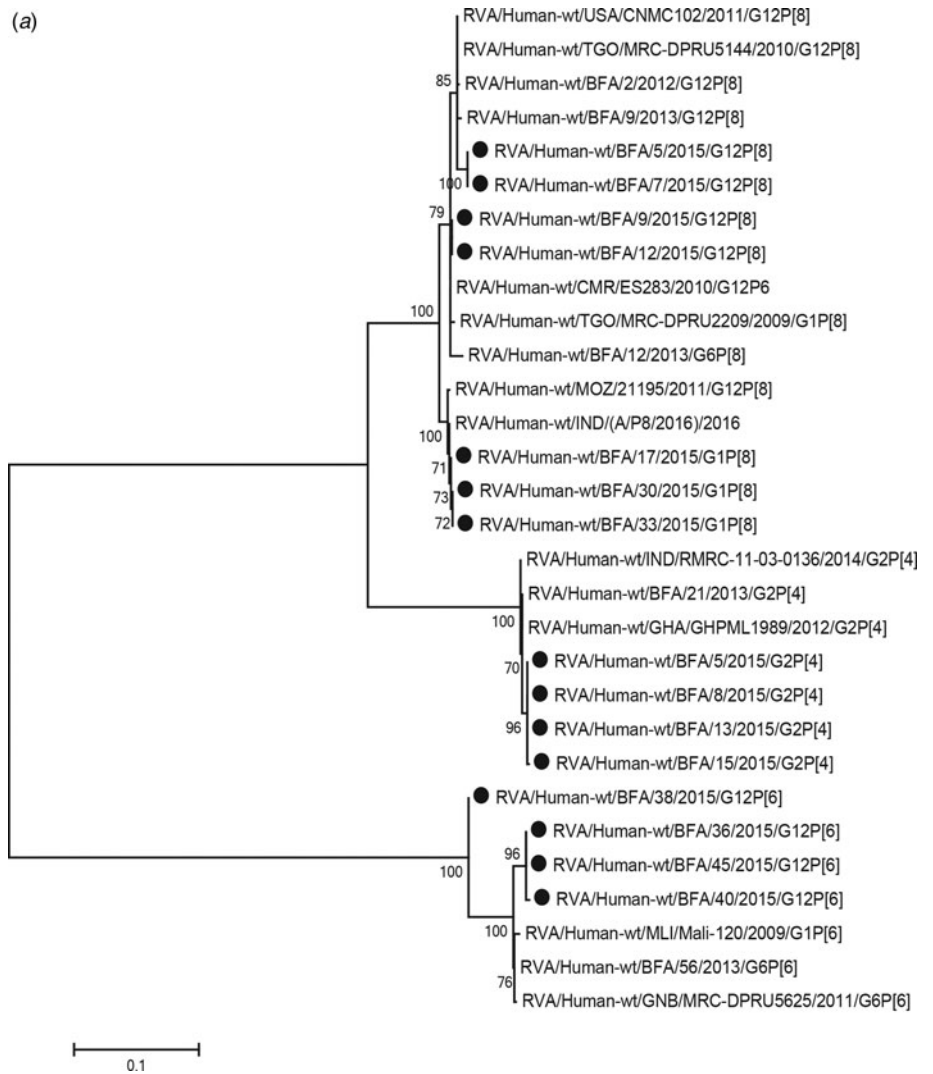 (a)
RVA/Human-wt/USA/CNMC102/2011/G12P[8]
RVA/Human-wt/TGO/MRC-DPRU5144/2010/G12P[8]
85
RVA/Human-wt/BFA/2/2012/G12P[8]
RVA/Human-wt/BFA/9/2013/G12P[8]
RVA/Human-wt/BFA/5/2015/G12P[8]
100
RVA/Human-wt/BFA/7/2015/G12P[8]
79
RVA/Human-wt/BFA/9/2015/G12P[8]
RVA/Human-wt/BFA/12/2015/G12P[8]
RVA/Human-wt/CMR/ES283/2010/G12P6
100
RVA/Human-wt/TGO/MRC-DPRU2209/2009/G1P[8]
RVA/Human-wt/BFA/12/2013/G6P[8]
RVA/Human-wt/MOZ/21195/2011/G12P[8]
RVA/Human-wt/IND/(A/P8/2016)/2016
100
RVA/Human-wt/BFA/17/2015/G1P[8]
71
RVA/Human-wt/BFA/30/2015/G1P[8]
73
72
RVA/Human-wt/BFA/33/2015/G1P[8]
RVA/Human-wt/IND/RMRC-11-03-0136/2014/G2P[4]
RVA/Human-wt/BFA/21/2013/G2P[4]
100
RVA/Human-wt/GHA/GHPML1989/2012/G2P[4]
70
RVA/Human-wt/BFA/5/2015/G2P[4]
RVA/Human-wt/BFA/8/2015/G2P[4]
96
RVA/Human-wt/BFA/13/2015/G2P[4]
RVA/Human-wt/BFA/15/2015/G2P[4]
RVA/Human-wt/BFA/38/2015/G12P[6]
RVA/Human-wt/BFA/36/2015/G12P[6]
96
100
RVA/Human-wt/BFA/45/2015/G12P[6]
RVA/Human-wt/BFA/40/2015/G12P[6]
100
RVA/Human-wt/MLI/Mali-120/2009/G1P[6]
RVA/Human-wt/BFA/56/2013/G6P[6]
76
RVA/Human-wt/GNB/MRC-DPRU5625/2011/G6P[6]
0.1